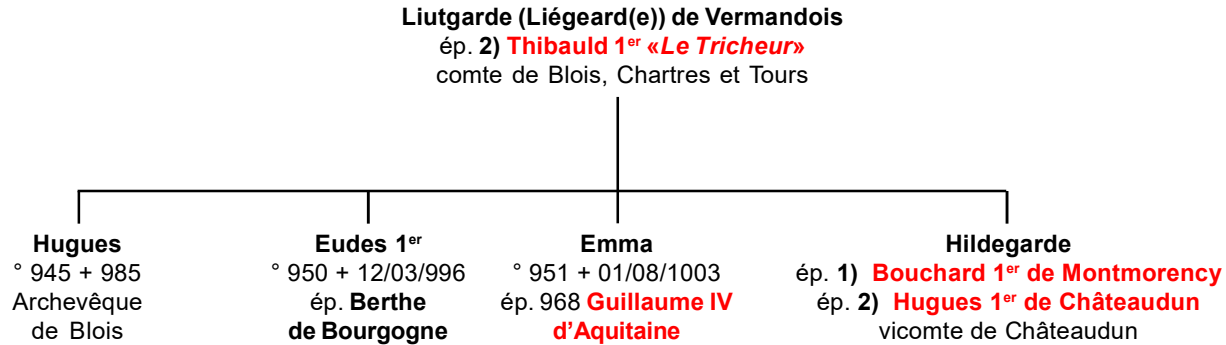 Liutgarde (Liégeard(e)) de Vermandois
ép. 2) Thibauld 1er «Le Tricheur»
comte de Blois, Chartres et Tours
Hugues
° 945 + 985
Archevêque
de Blois
Eudes 1er
° 950 + 12/03/996
ép. Berthe
de Bourgogne
Emma
° 951 + 01/08/1003
ép. 968 Guillaume IV
d’Aquitaine
Hildegarde
ép. 1) Bouchard 1er de Montmorency
ép. 2) Hugues 1er de Châteaudun
vicomte de Châteaudun